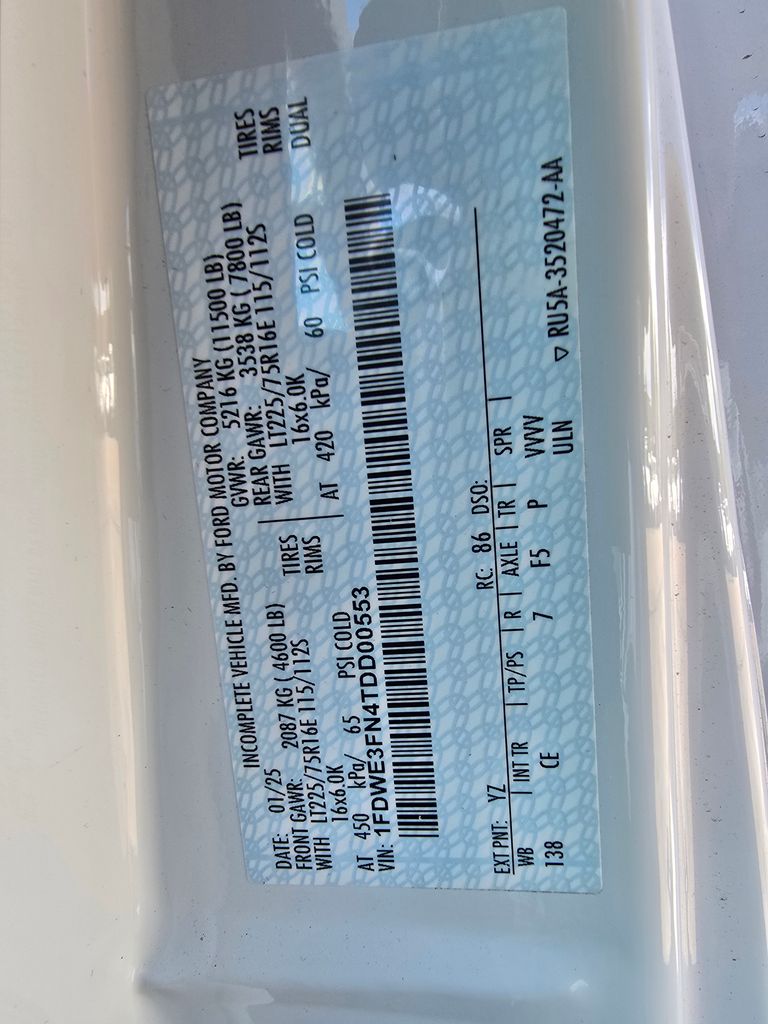 INCOMPLETE VEHICLE MFD. BY FORD MOTOR COMPANY
DATE: 01/25 GVWR: 5216 KG (11500 LB)
FRONT GAWR: 2087 KG ( 4600 LB) REAR GAWR: 3538 KG ( 7800 LB)
WITH LT225/75R16E 115/112S TIRES WITH LT225/75R16E 115/112S TIRES
16x6.0K RIMS 16x6.0K RIMS
AT 450 kPa/ 65 PSI COLD AT 420 kPa/ 60 PSI COLD DUAL
VIN: 1FDWE3FN4TDD00553
EXT PNT: YZ RC: 86 DSO:
WB INT TR TP/PS R AXLE TR SPR
138 CE 7 F5 P VVVV
ULN
▽ RU5A-3520472-AA